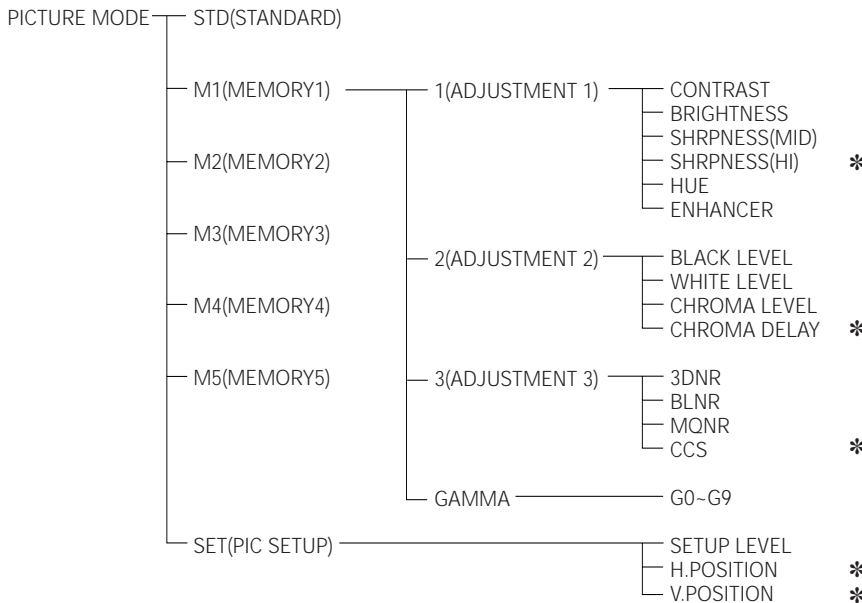 PICTURE MODE STD(STANDARD)
M1(MEMORY1) 1(ADJUSTMENT 1) CONTRAST
BRIGHTNESS
SHRPNESS(MID)
M2(MEMORY2) SHRPNESS(HI) ✻
HUE
ENHANCER
M3(MEMORY3)
2(ADJUSTMENT 2) BLACK LEVEL
WHITE LEVEL
M4(MEMORY4) CHROMA LEVEL
CHROMA DELAY ✻
M5(MEMORY5) 3(ADJUSTMENT 3) 3DNR
BLNR
MQNR
CCS ✻
GAMMA G0~G9
SET(PIC SETUP) SETUP LEVEL
H.POSITION ✻
V.POSITION ✻